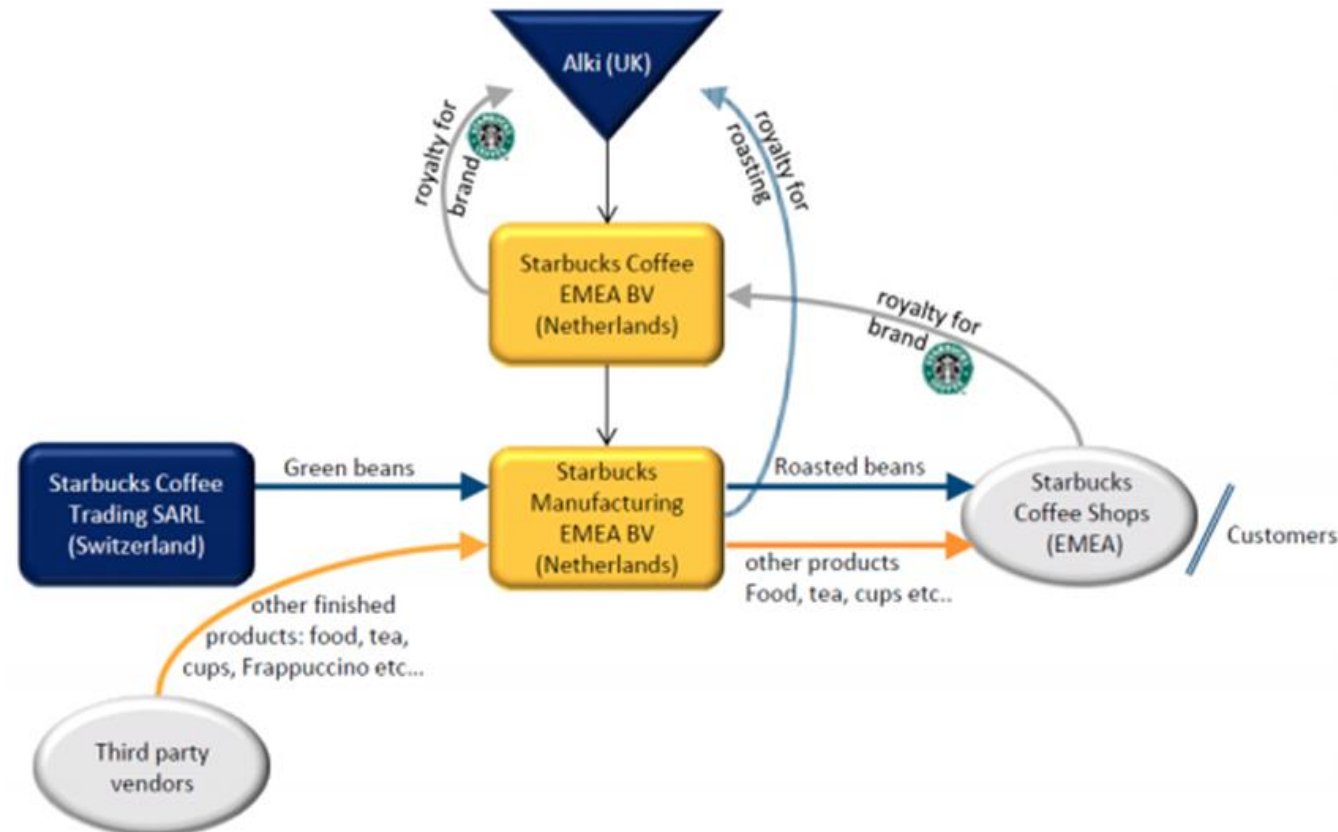 Alki (UK)
royalty for
brand
royalty for
roasting
Starbucks Coffee
EMEA BV
(Netherlands)
royalty for
brand
Starbucks Coffee
Trading SARL
(Switzerland)
Green beans
Starbucks
Manufacturing
EMEA BV
(Netherlands)
Roasted beans
Starbucks
Coffee Shops
(EMEA)
Customers
other products
Food, tea, cups etc..
other finished
products: food, tea,
cups, Frappuccino etc...
Third party
vendors